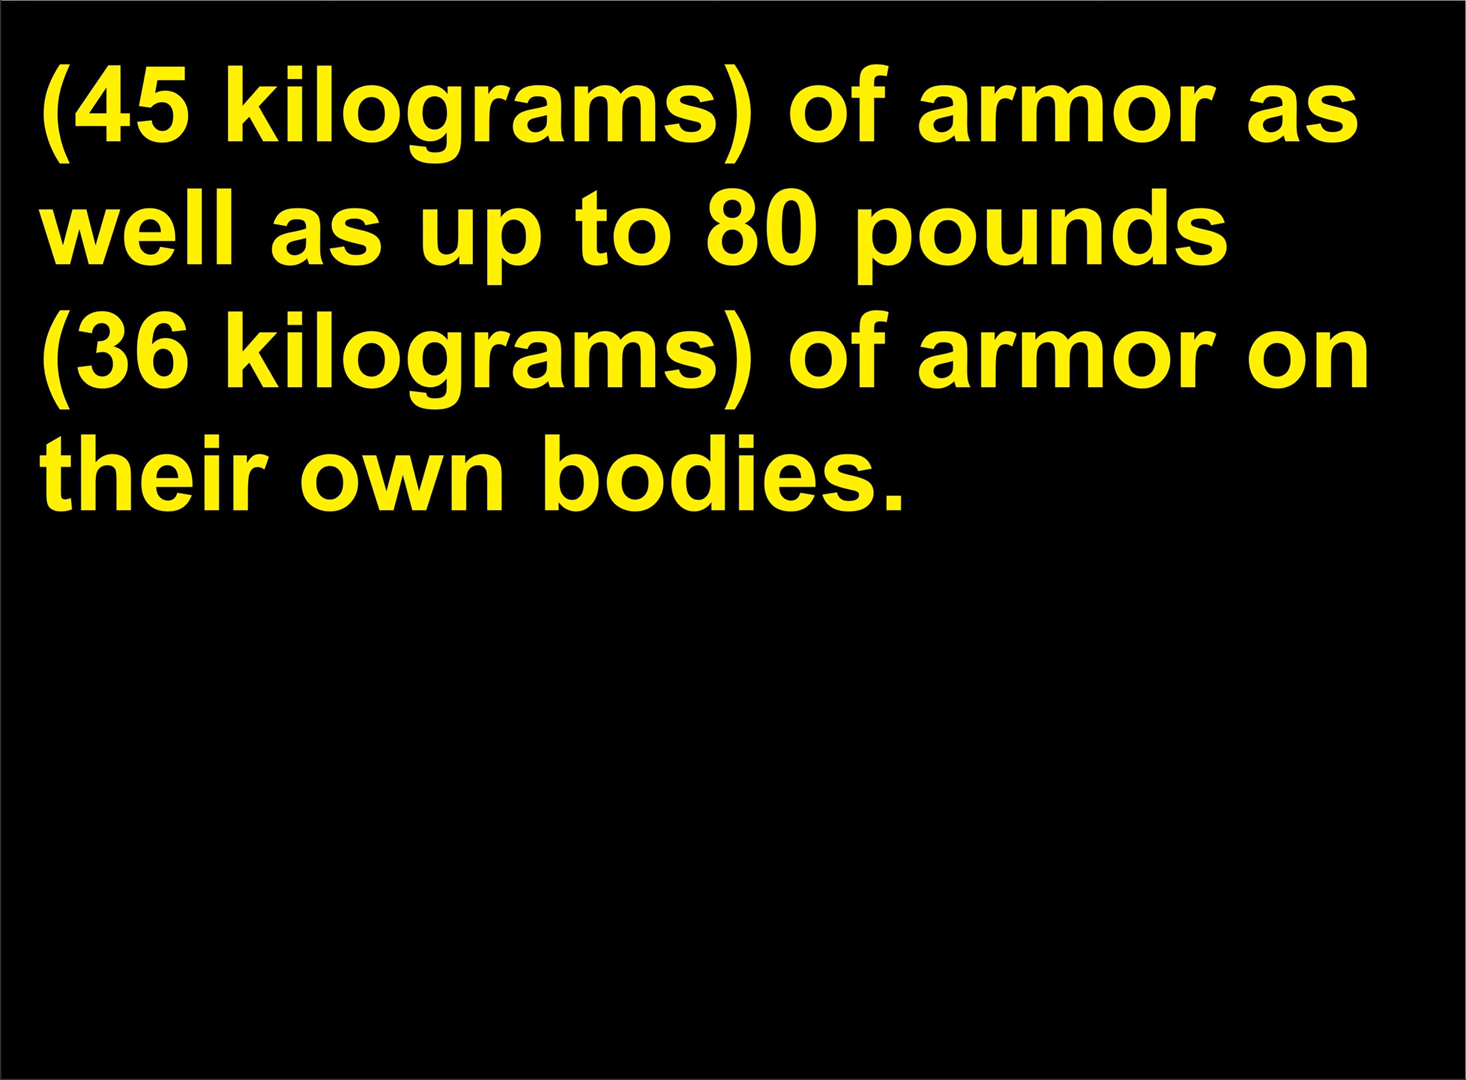 (45 kilograms) of armor as
well as up to 80 pounds
(36 kilograms) of armor on
their own bodies.